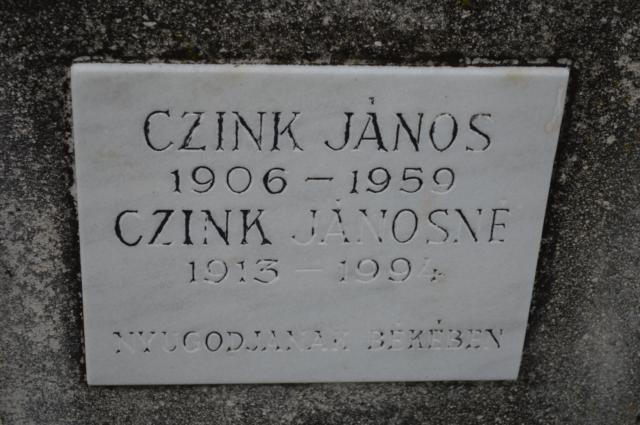 CZINK JÁNOS
1906 – 1959
CZINK JÁNOSNÉ
1913 – 1994
NYUGODJANAK BÉKÉBEN